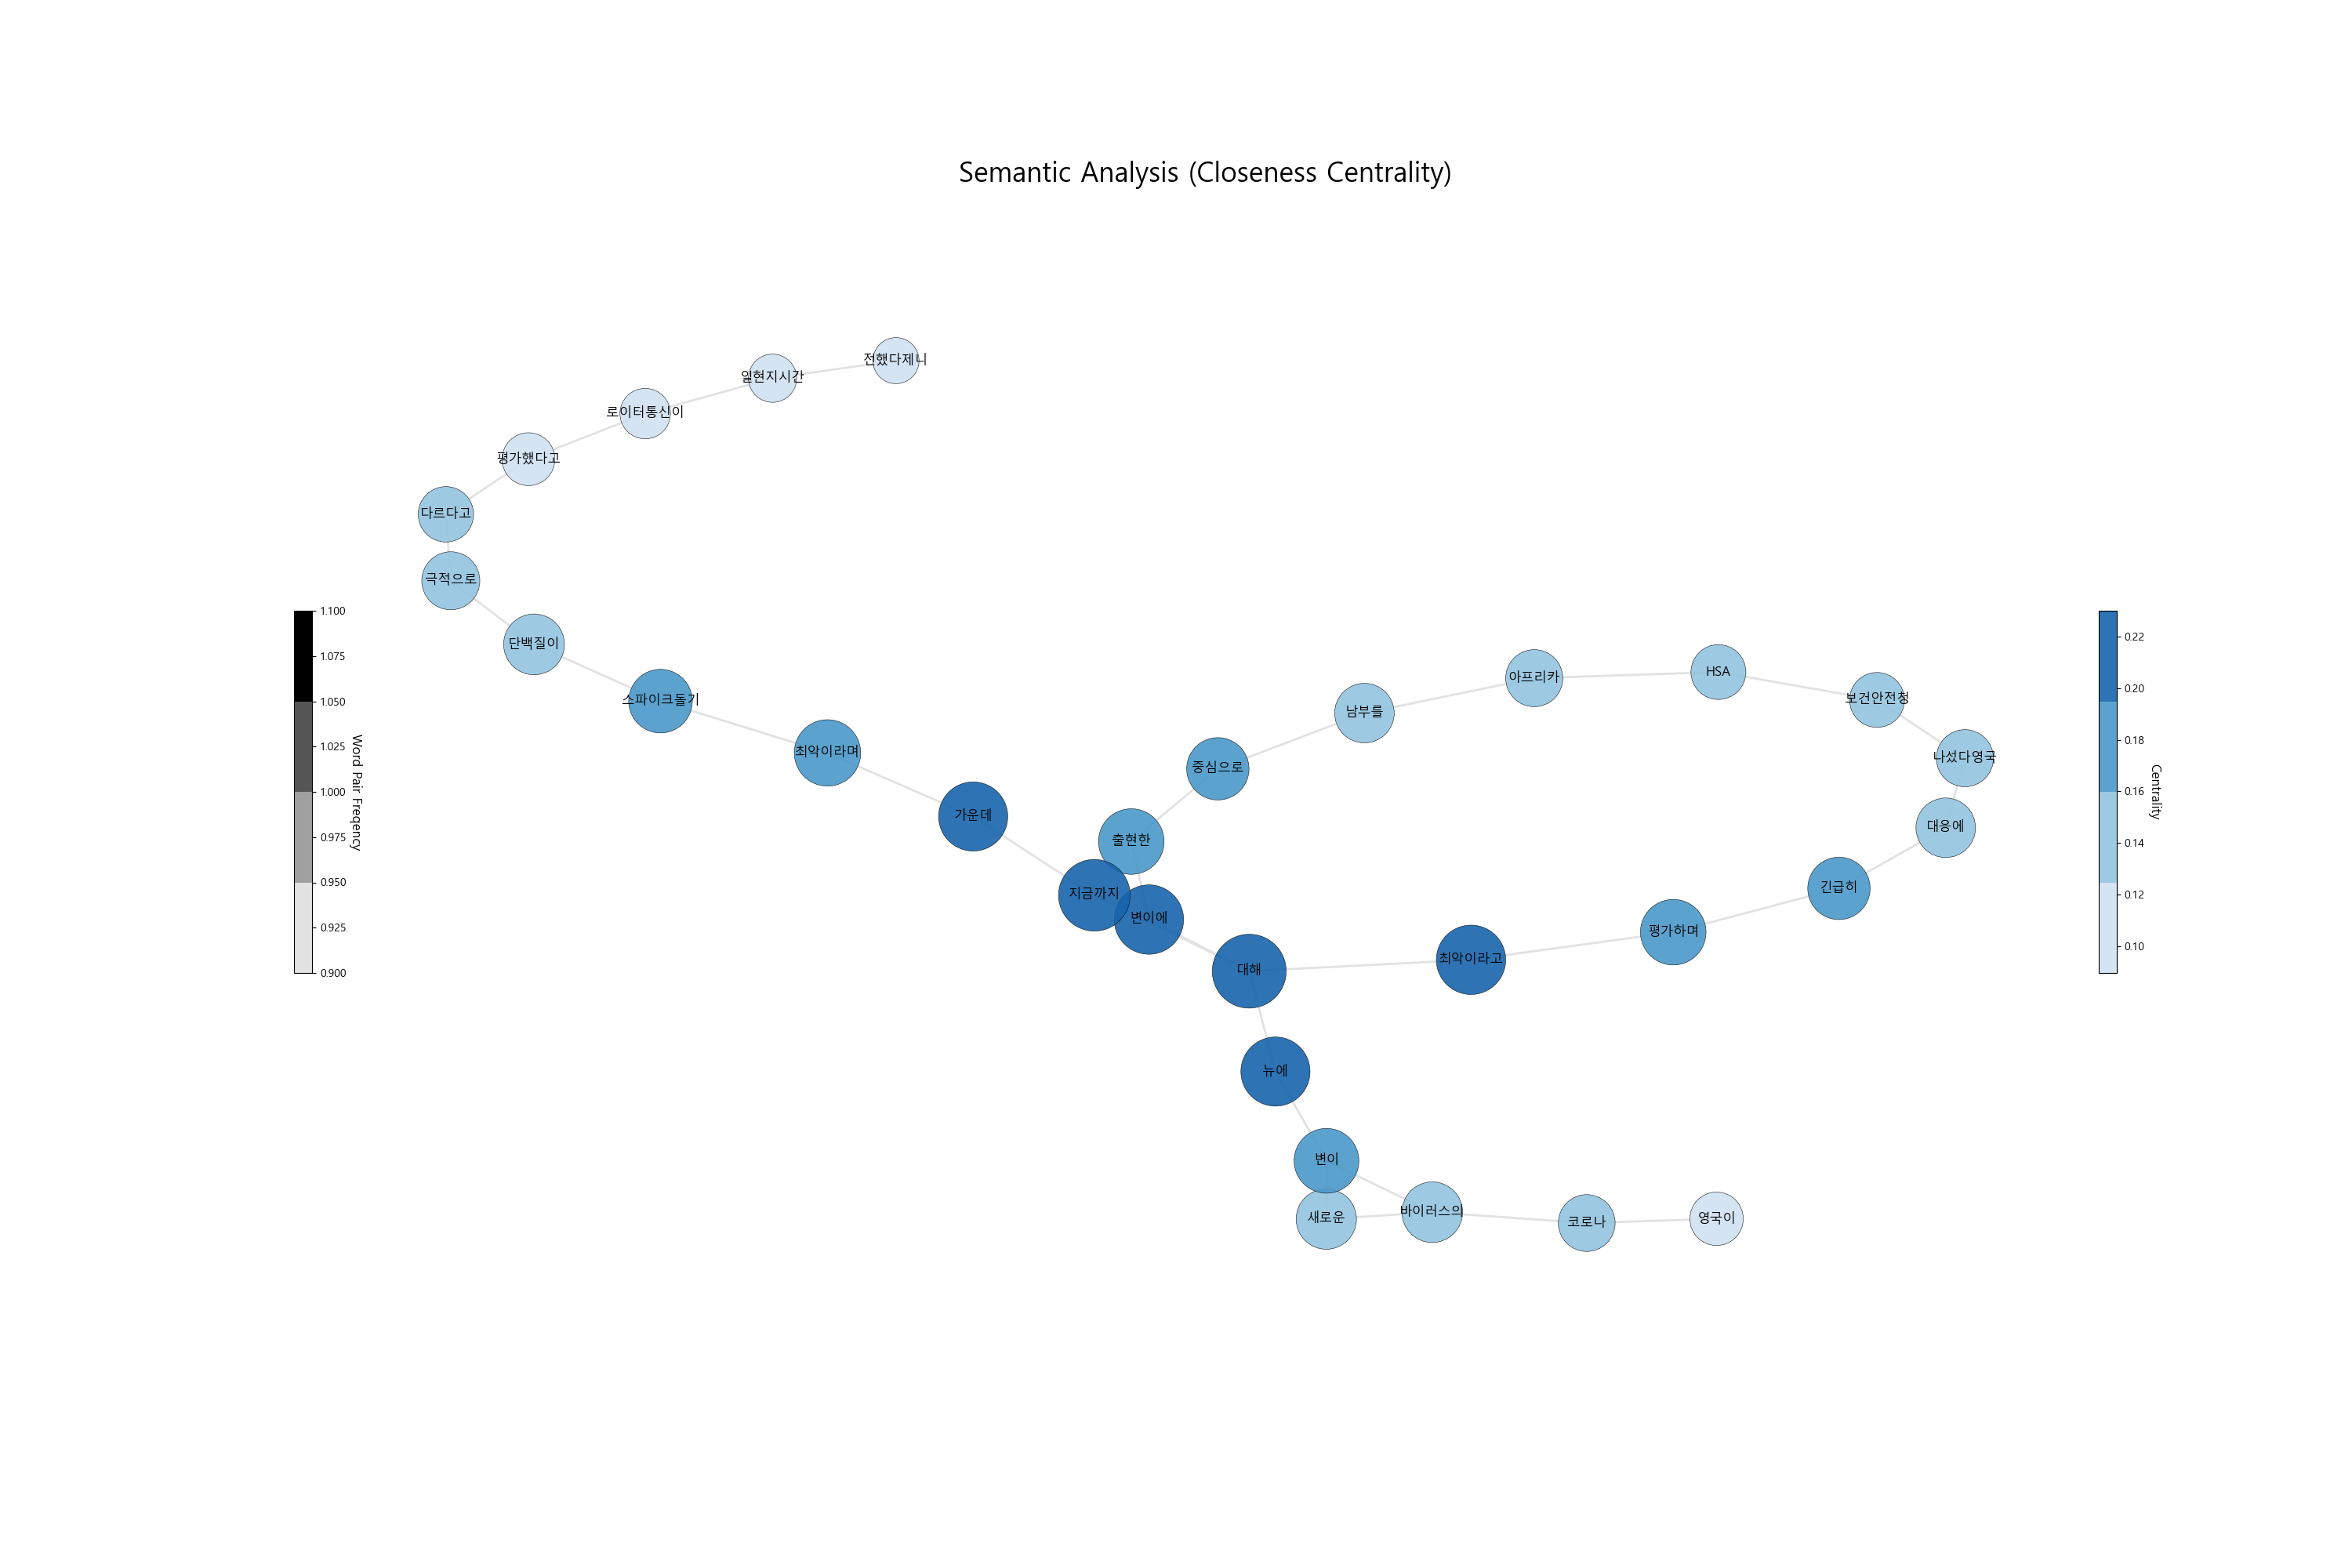 Semantic Analysis (Closeness Centrality)
전했다제니
일현지시간
로이터통신이
평가했다고
다르다고
극적으로
단백질이
스파이크돌기
최악이라며
가운데
지금까지
변이에
출현한
중심으로
남부를
아프리카
HSA
보건안전청
나섰다영국
대응에
긴급히
평가하며
최악이라고
대해
뉴에
변이
새로운
바이러스의
코로나
영국이
1.100
1.075
1.050
1.025
1.000
0.975
0.950
0.925
0.900
Word Pair Freqency
0.22
0.20
0.18
0.16
0.14
0.12
0.10
Centrality